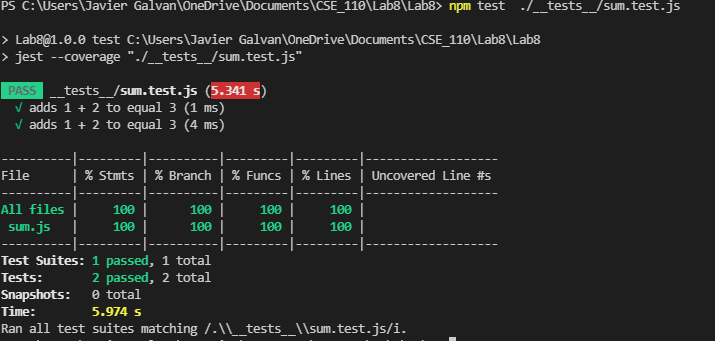 PS C:\Users\Javier Galvan\OneDrive\Documents\CSE_110\Lab8\Lab8> npm test  ./__tests__/sum.test.js
> Lab8@1.0.0 test C:\Users\Javier Galvan\OneDrive\Documents\CSE_110\Lab8\Lab8
> jest --coverage "./__tests__/sum.test.js"
PASS __tests__/sum.test.js (5.341 s)
√ adds 1 + 2 to equal 3 (1 ms)
√ adds 1 + 2 to equal 3 (4 ms)
----------|---------|----------|---------|---------|-------------------
File      | % Stmts | % Branch | % Funcs | % Lines | Uncovered Line #s
----------|---------|----------|---------|---------|-------------------
All files |     100 |      100 |     100 |     100 |
 sum.js   |     100 |      100 |     100 |     100 |
----------|---------|----------|---------|---------|-------------------
Test Suites: 1 passed, 1 total
Tests:       2 passed, 2 total
Snapshots:   0 total
Time:        5.974 s
Ran all test suites matching /.\\__tests__\\sum.test.js/i.